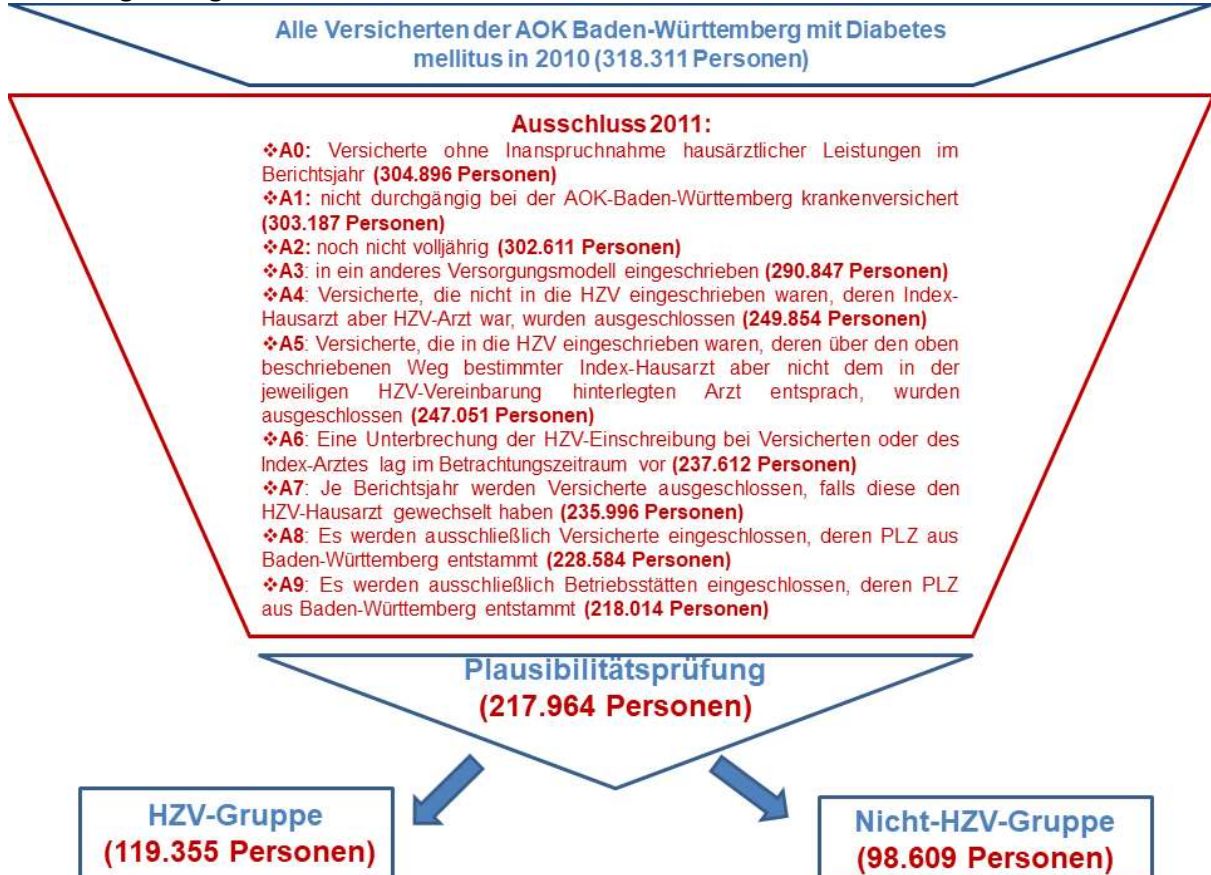 Alle Versicherten der AOK Baden-Württemberg mit Diabetes
mellitus in 2010 (318.311 Personen)
Ausschluss 2011:
❖A0: Versicherte ohne Inanspruchnahme hausärztlicher Leistungen im
Berichtsjahr (304.896 Personen)
❖A1: nicht durchgängig bei der AOK-Baden-Württemberg krankenversichert
(303.187 Personen)
❖A2: noch nicht volljährig (302.611 Personen)
❖A3: in ein anderes Versorgungsmodell eingeschrieben (290.847 Personen)
❖A4: Versicherte, die nicht in die HZV eingeschrieben waren, deren Index-
Hausarzt aber HZV-Arzt war, wurden ausgeschlossen (249.854 Personen)
❖A5: Versicherte, die in die HZV eingeschrieben waren, deren über den oben
beschriebenen Weg bestimmter Index-Hausarzt aber nicht dem in der
jeweiligen HZV-Vereinbarung hinterlegten Arzt entsprach, wurden
ausgeschlossen (247.051 Personen)
❖A6: Eine Unterbrechung der HZV-Einschreibung bei Versicherten oder des
Index-Arztes lag im Betrachtungszeitraum vor (237.612 Personen)
❖A7: Je Berichtsjahr werden Versicherte ausgeschlossen, falls diese den
HZV-Hausarzt gewechselt haben (235.996 Personen)
❖A8: Es werden ausschließlich Versicherte eingeschlossen, deren PLZ aus
Baden-Württemberg entstammt (228.584 Personen)
❖A9: Es werden ausschließlich Betriebsstätten eingeschlossen, deren PLZ
aus Baden-Württemberg entstammt (218.014 Personen)
Plausibilitätsprüfung
(217.964 Personen)
HZV-Gruppe
(119.355 Personen)
Nicht-HZV-Gruppe
(98.609 Personen)